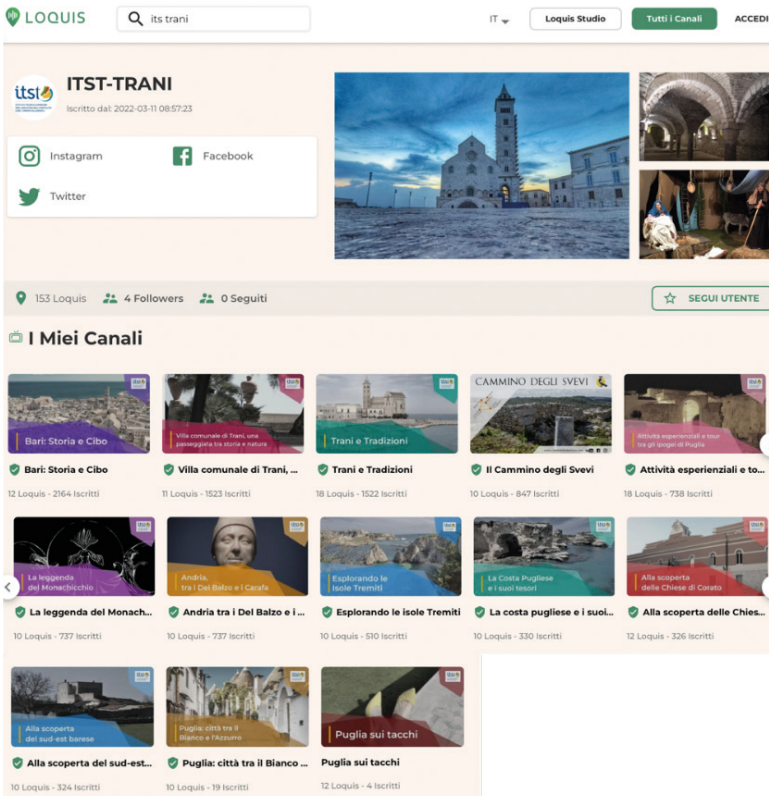 LOQUIS
its trani
IT
Loquis Studio
Tutti i Canali
ACCEDI
itst
ITST-TRANI
Iscritto dal: 2022-03-11 08:57:23
Instagram
Facebook
Twitter
153 Loquis
4 Followers
0 Seguiti
SEGUI UTENTE
I Miei Canali
Bari: Storia e Cibo
Villa comunale di Trani, una
passeggiata tra storia e natura
Trani e Tradizioni
CAMMINO DEGLI SVEVI
Attività esperienziali e tour
tra gli ipogei di Puglia
Bari: Storia e Cibo
Villa comunale di Trani, ...
Trani e Tradizioni
Il Cammino degli Svevi
Attività esperienziali e to...
12 Loquis - 2164 Iscritti
11 Loquis - 1523 Iscritti
18 Loquis - 1522 Iscritti
10 Loquis - 847 Iscritti
18 Loquis - 738 Iscritti
La leggenda
del Monachicchio
Andria,
tra i Del Balzo e i Carafa
Esplorando le
Isole Tremiti
La Costa Pugliese
e i suoi tesori
Alla scoperta
delle Chiese di Corato
La leggenda del Monach...
Andria tra i Del Balzo e i ...
Esplorando le isole Tremiti
La costa pugliese e i suoi...
Alla scoperta delle Chies...
10 Loquis - 737 Iscritti
10 Loquis - 737 Iscritti
10 Loquis - 510 Iscritti
10 Loquis - 330 Iscritti
12 Loquis - 326 Iscritti
Alla scoperta
del sud-est barese
Puglia: città tra il
Bianco e l'Azzurro
Puglia sui tacchi
Alla scoperta del sud-est...
Puglia: città tra il Bianco ...
Puglia sui tacchi
10 Loquis - 324 Iscritti
10 Loquis - 19 Iscritti
12 Loquis - 4 Iscritti